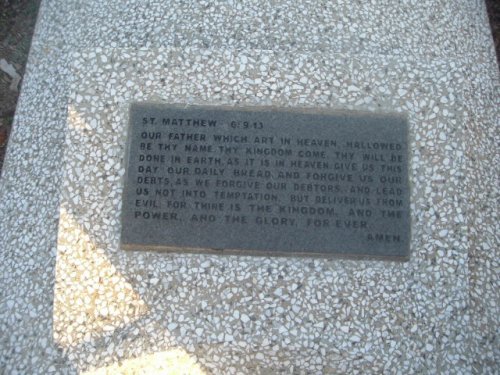 ST. MATTHEW 6:9-13
OUR FATHER WHICH ART IN HEAVEN, HALLOWED
BE THY NAME. THY KINGDOM COME, THY WILL BE
DONE IN EARTH, AS IT IS IN HEAVEN. GIVE US THIS
DAY OUR DAILY BREAD, AND FORGIVE US OUR
DEBTS, AS WE FORGIVE OUR DEBTORS, AND LEAD
US NOT INTO TEMPTATION, BUT DELIVER US FROM
EVIL, FOR THINE IS THE KINGDOM, AND THE
POWER, AND THE GLORY, FOR EVER.
AMEN.